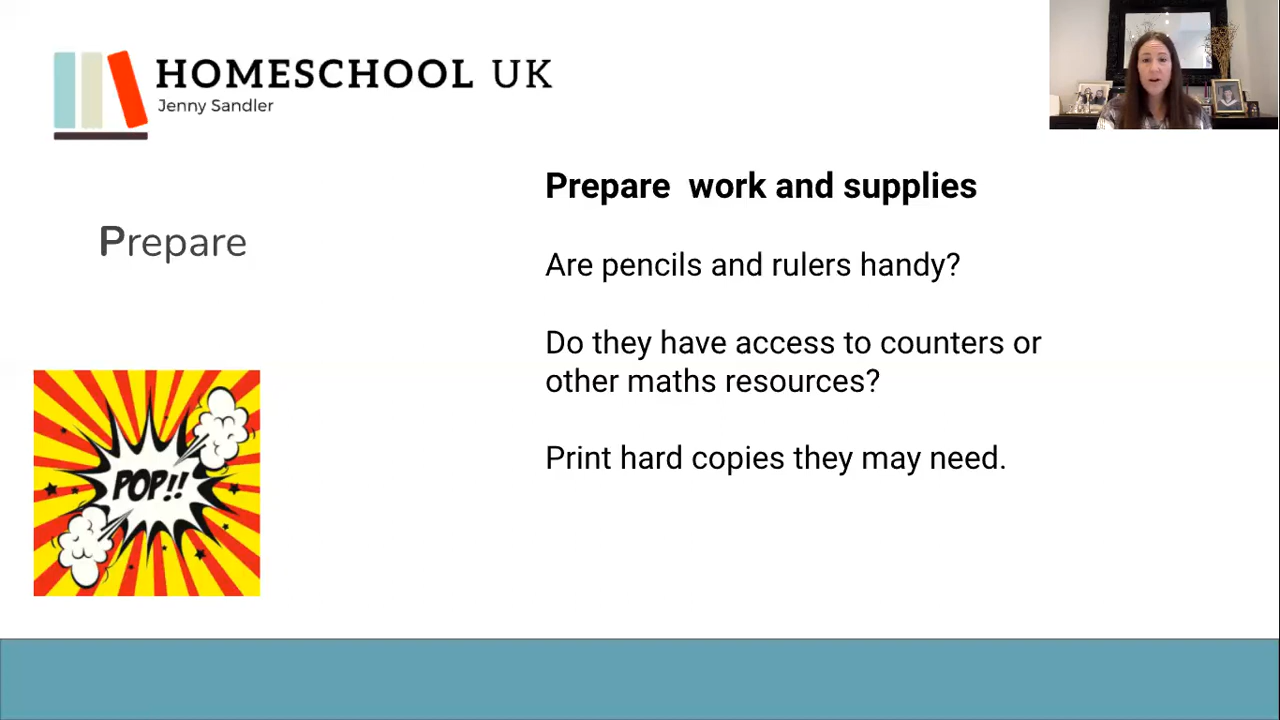 HOMESCHOOL UK
Jenny Sandler
Prepare
Prepare work and supplies
Are pencils and rulers handy?
Do they have access to counters or
other maths resources?
Print hard copies they may need.
POP!!